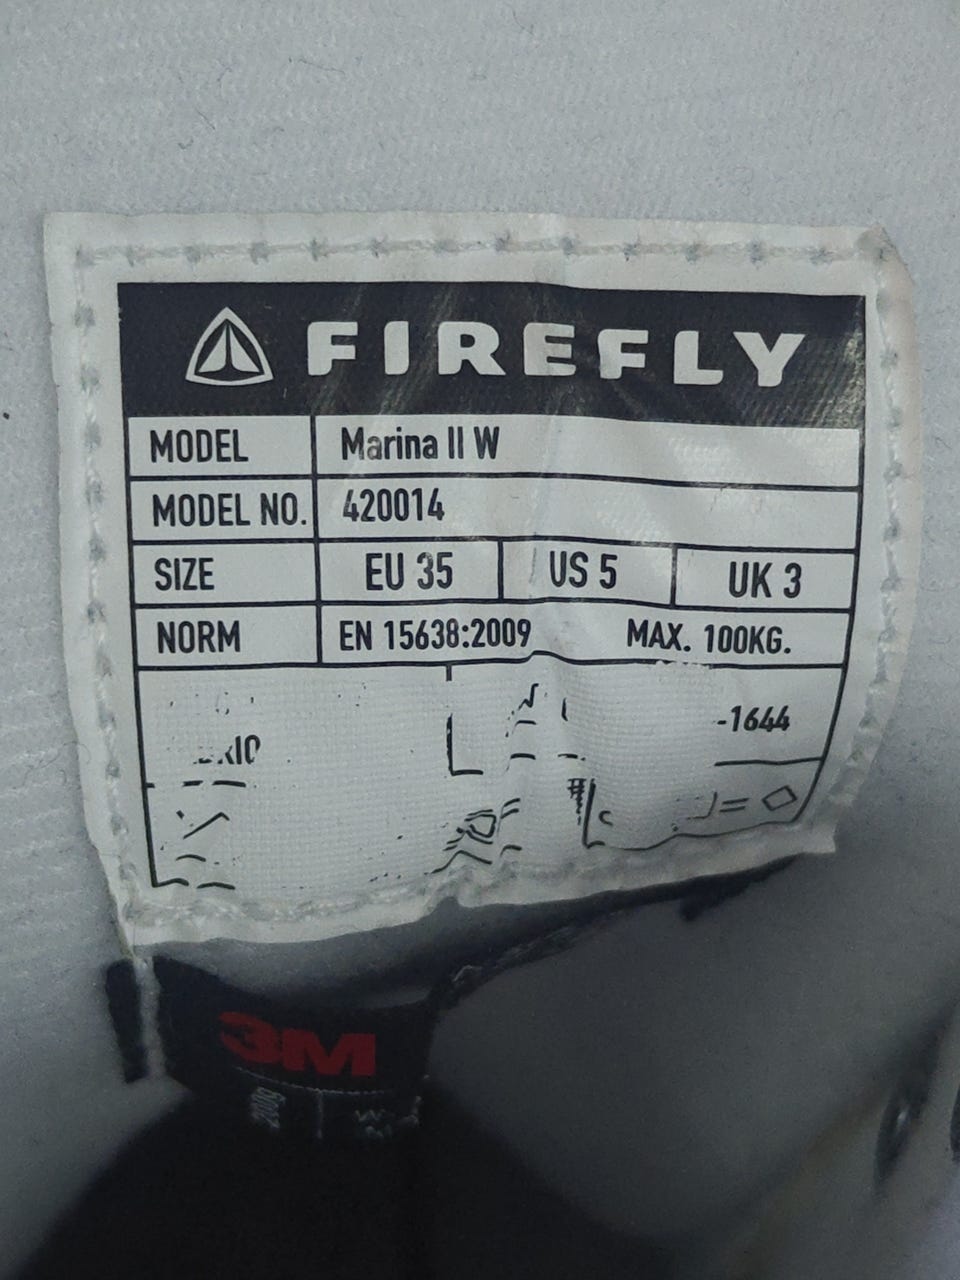 FIREFLY
MODEL Marina II W
MODEL NO. 420014
SIZE EU 35 US 5 UK 3
NORM EN 15638:2009 MAX. 100KG.
-1644
3M
200g